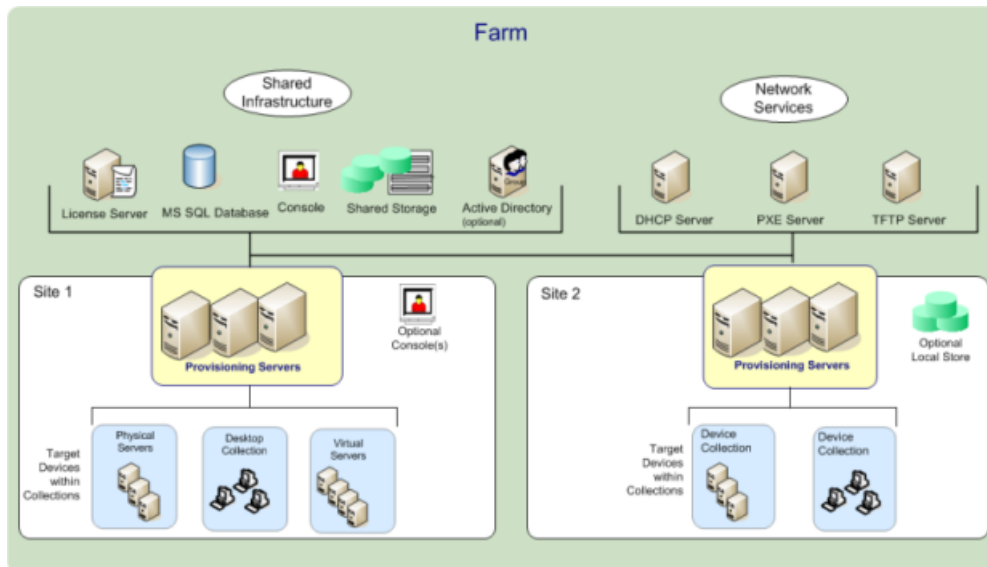 Farm
Shared
Infrastructure
Network
Services
License Server
MS SQL Database
Console
Shared Storage
Group
Active Directory
(optional)
DHCP Server
PXE Server
TFTP Server
Site 1
Provisioning Servers
Optional
Console(s)
Target
Devices
within
Collections
Physical
Servers
Desktop
Collection
Virtual
Servers
Site 2
Provisioning Servers
Optional
Local Store
Target
Devices
within
Collections
Device
Collection
Device
Collection